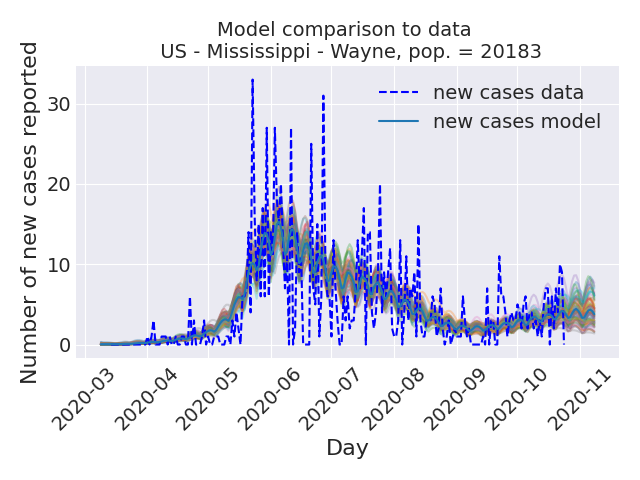 Model comparison to data
US - Mississippi - Wayne, pop. = 20183
Number of new cases reported
30
20
10
0
new cases data
new cases model
2020-03
2020-04
2020-05
2020-06
2020-07
2020-08
2020-09
2020-10
2020-11
Day